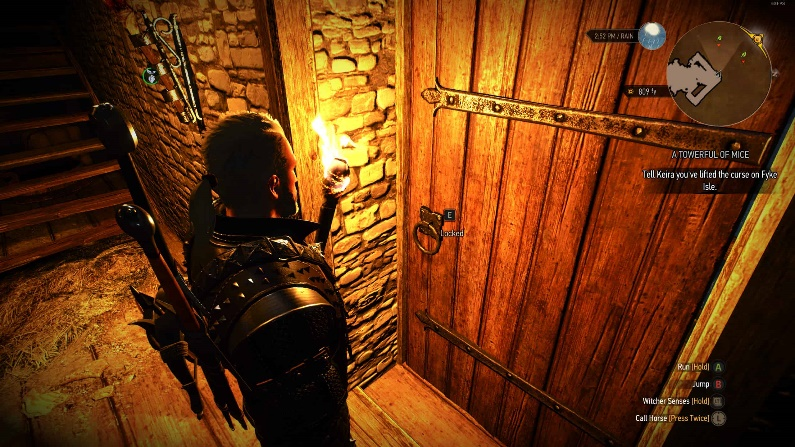 2:52 PM / RAIN
809
A TOWERFUL OF MICE
Tell Keira you've lifted the curse on Fyke
Isle.
E
Locked
Run [Hold] A
Jump B
Witcher Senses [Hold]
Call Horse [Press Twice] L